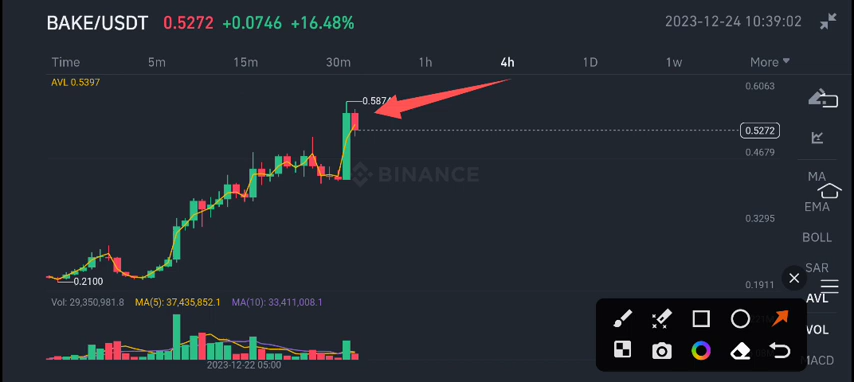 BAKE/USDT 0.5272 +0.0746 +16.48% 2023-12-24 10:39:02
Time 5m 15m 30m 1h 4h 1D 1w More
AVL 0.5397
0.6063
0.5874
0.5272
0.4679
BINANCE
MA
EMA
0.3295
BOLL
SAR
0.2100
0.1911
AVL
Vol: 29,350,981.8 MA(5): 37,435,852.1 MA(10): 33,411,008.1
VOL
MACD
2023-12-22 05:00